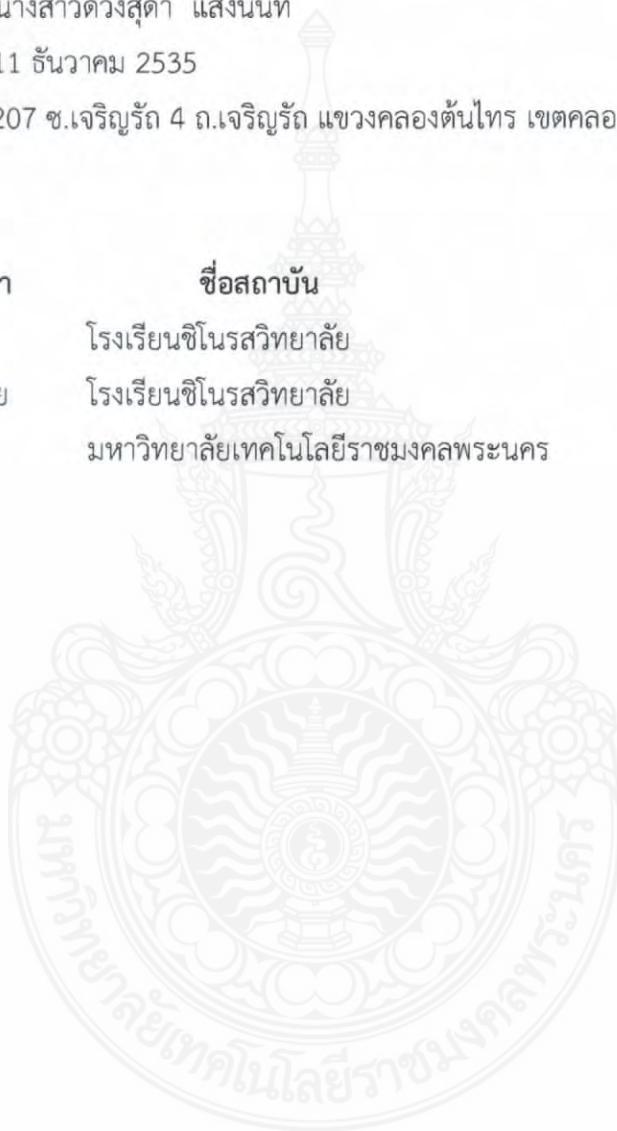 นางสาวดวงสุดา แสงนนท์
11 ธันวาคม 2535
207 ซ.เจริญรัถ 4 ถ.เจริญรัถ แขวงคลองต้นไทร เขตคลอ
า ชื่อสถาบัน
โรงเรียนชิโนรสวิทยาลัย
ย โรงเรียนชิโนรสวิทยาลัย
มหาวิทยาลัยเทคโนโลยีราชมงคลพระนคร
มหาวิทยาลัยเทคโนโลยีราชมงคลพระนคร